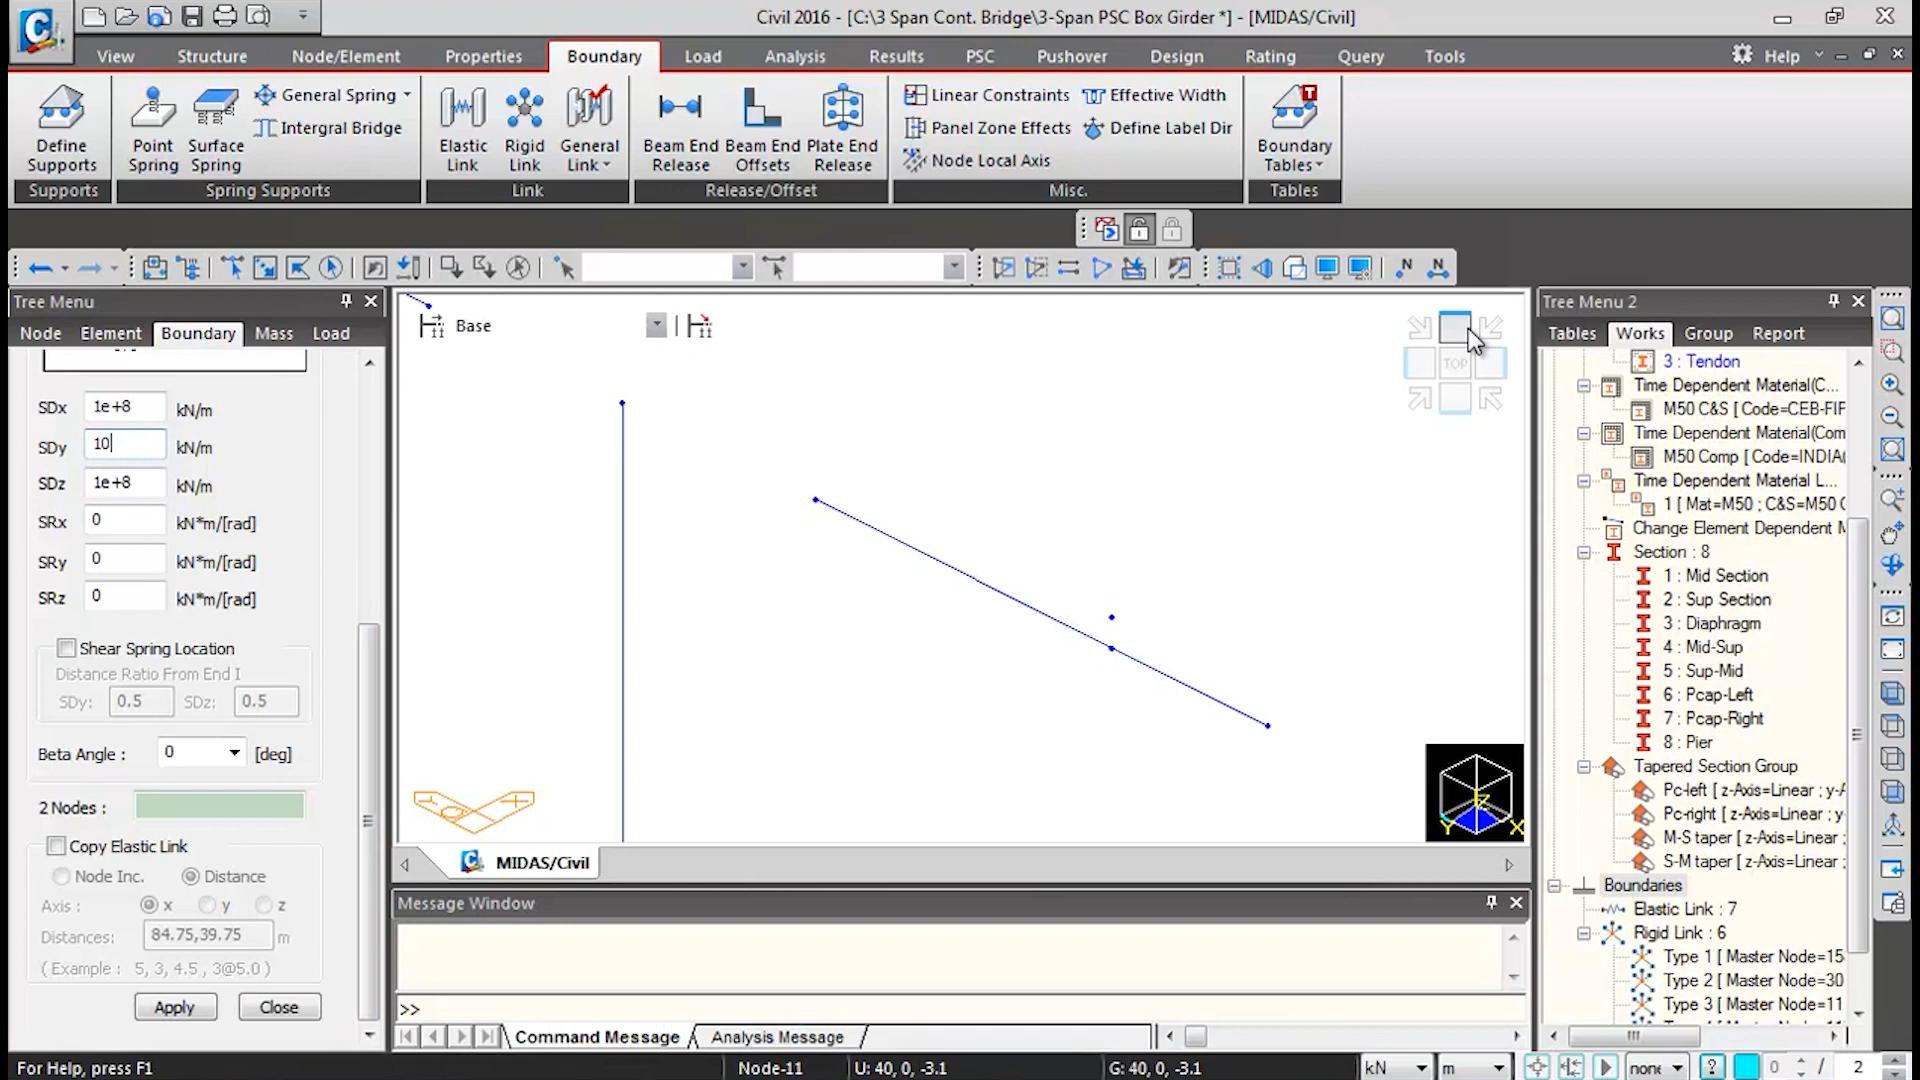 Civil 2016 - [C:\3 Span Cont. Bridge\3-Span PSC Box Girder *] - [MIDAS/Civil]
View Structure Node/Element Properties Boundary Load Analysis Results PSC Pushover Design Rating Query Tools Help
General Spring
Intergral Bridge
Linear Constraints Effective Width
Panel Zone Effects Define Label Dir
Node Local Axis
Define Supports
Point Spring
Surface Spring
Elastic Link
Rigid Link
General Link
Beam End Release
Beam End Offsets
Plate End Release
Boundary Tables
Supports Spring Supports Link Release/Offset Misc. Tables
Tree Menu
Node Element Boundary Mass Load
SDx 1e+8 kN/m
SDy 10 kN/m
SDz 1e+8 kN/m
SRx 0 kN*m/[rad]
SRy 0 kN*m/[rad]
SRz 0 kN*m/[rad]
Shear Spring Location
Distance Ratio From End I
SDy: 0.5 SDz: 0.5
Beta Angle : 0 [deg]
2 Nodes :
Copy Elastic Link
Node Inc. Distance
Axis : x y z
Distances: 84.75,39.75 m
( Example : 5, 3, 4.5 , 3@5.0 )
Apply Close
Base
TOP
Z
Y X
MIDAS/Civil
Message Window
>>
Command Message Analysis Message
Tree Menu 2
Tables Works Group Report
3 : Tendon
Time Dependent Material(C...
M50 C&S [ Code=CEB-FIF
Time Dependent Material(Com
M50 Comp [ Code=INDIA(
Time Dependent Material L...
1 [ Mat=M50 ; C&S=M50 C
Change Element Dependent M
Section : 8
1 : Mid Section
2 : Sup Section
3 : Diaphragm
4 : Mid-Sup
5 : Sup-Mid
6 : Pcap-Left
7 : Pcap-Right
8 : Pier
Tapered Section Group
Pc-left [ z-Axis=Linear ; y-A
Pc-right [ z-Axis=Linear ; y
M-S taper [ z-Axis=Linear ;
S-M taper [ z-Axis=Linear ;
Boundaries
Elastic Link : 7
Rigid Link : 6
Type 1 [ Master Node=15
Type 2 [ Master Node=30
Type 3 [ Master Node=11
For Help, press F1 Node-11 U: 40, 0, -3.1 G: 40, 0, -3.1 kN m none 0 / 2